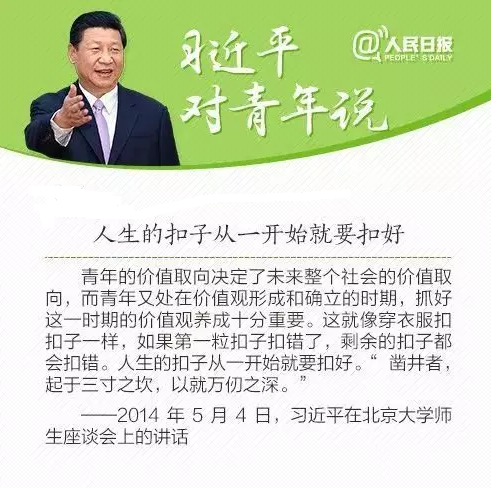 习近平
对青年说
@人民日报
PEOPLE'S DAILY
人生的扣子从一开始就要扣好
青年的价值取向决定了未来整个社会的价值取
向，而青年又处在价值观形成和确立的时期，抓好
这一时期的价值观养成十分重要。这就像穿衣服扣
扣子一样，如果第一粒扣子扣错了，剩余的扣子都
会扣错。人生的扣子从一开始就要扣好。“ 凿井者，
起于三寸之坎，以就万仞之深。”
——2014 年 5 月 4 日，习近平在北京大学师
生座谈会上的讲话